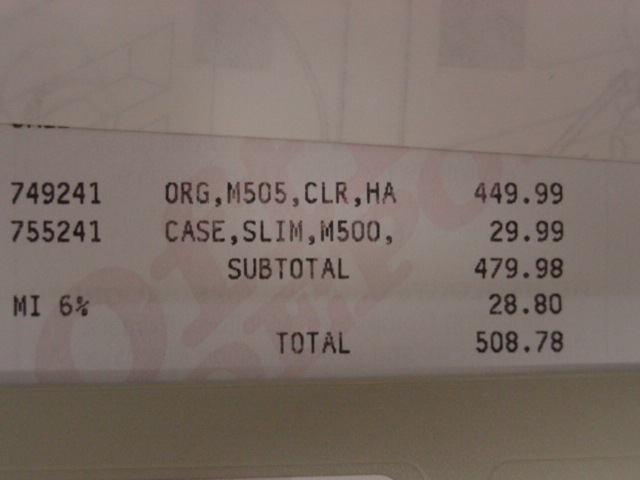 749241 ORG,M505,CLR,HA 449.99
755241 CASE,SLIM,M500, 29.99
SUBTOTAL 479.98
MI 6% 28.80
TOTAL 508.78